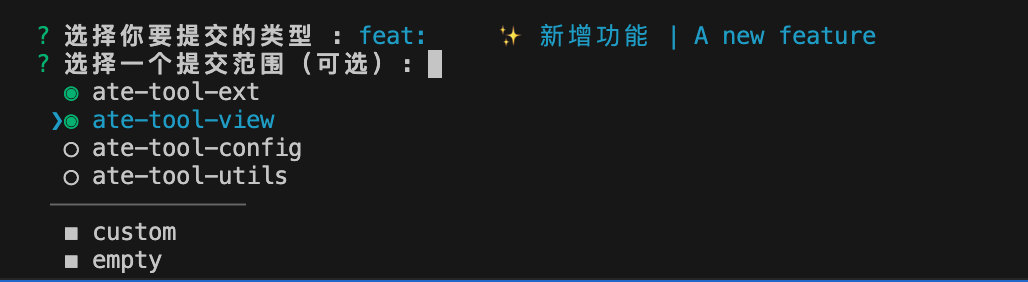 ? 选择你要提交的类型 : feat: ✨ 新增功能 | A new feature
? 选择一个提交范围 (可选) :
◉ ate-tool-ext
❯◉ ate-tool-view
◯ ate-tool-config
◯ ate-tool-utils
──────────────
◼ custom
◼ empty